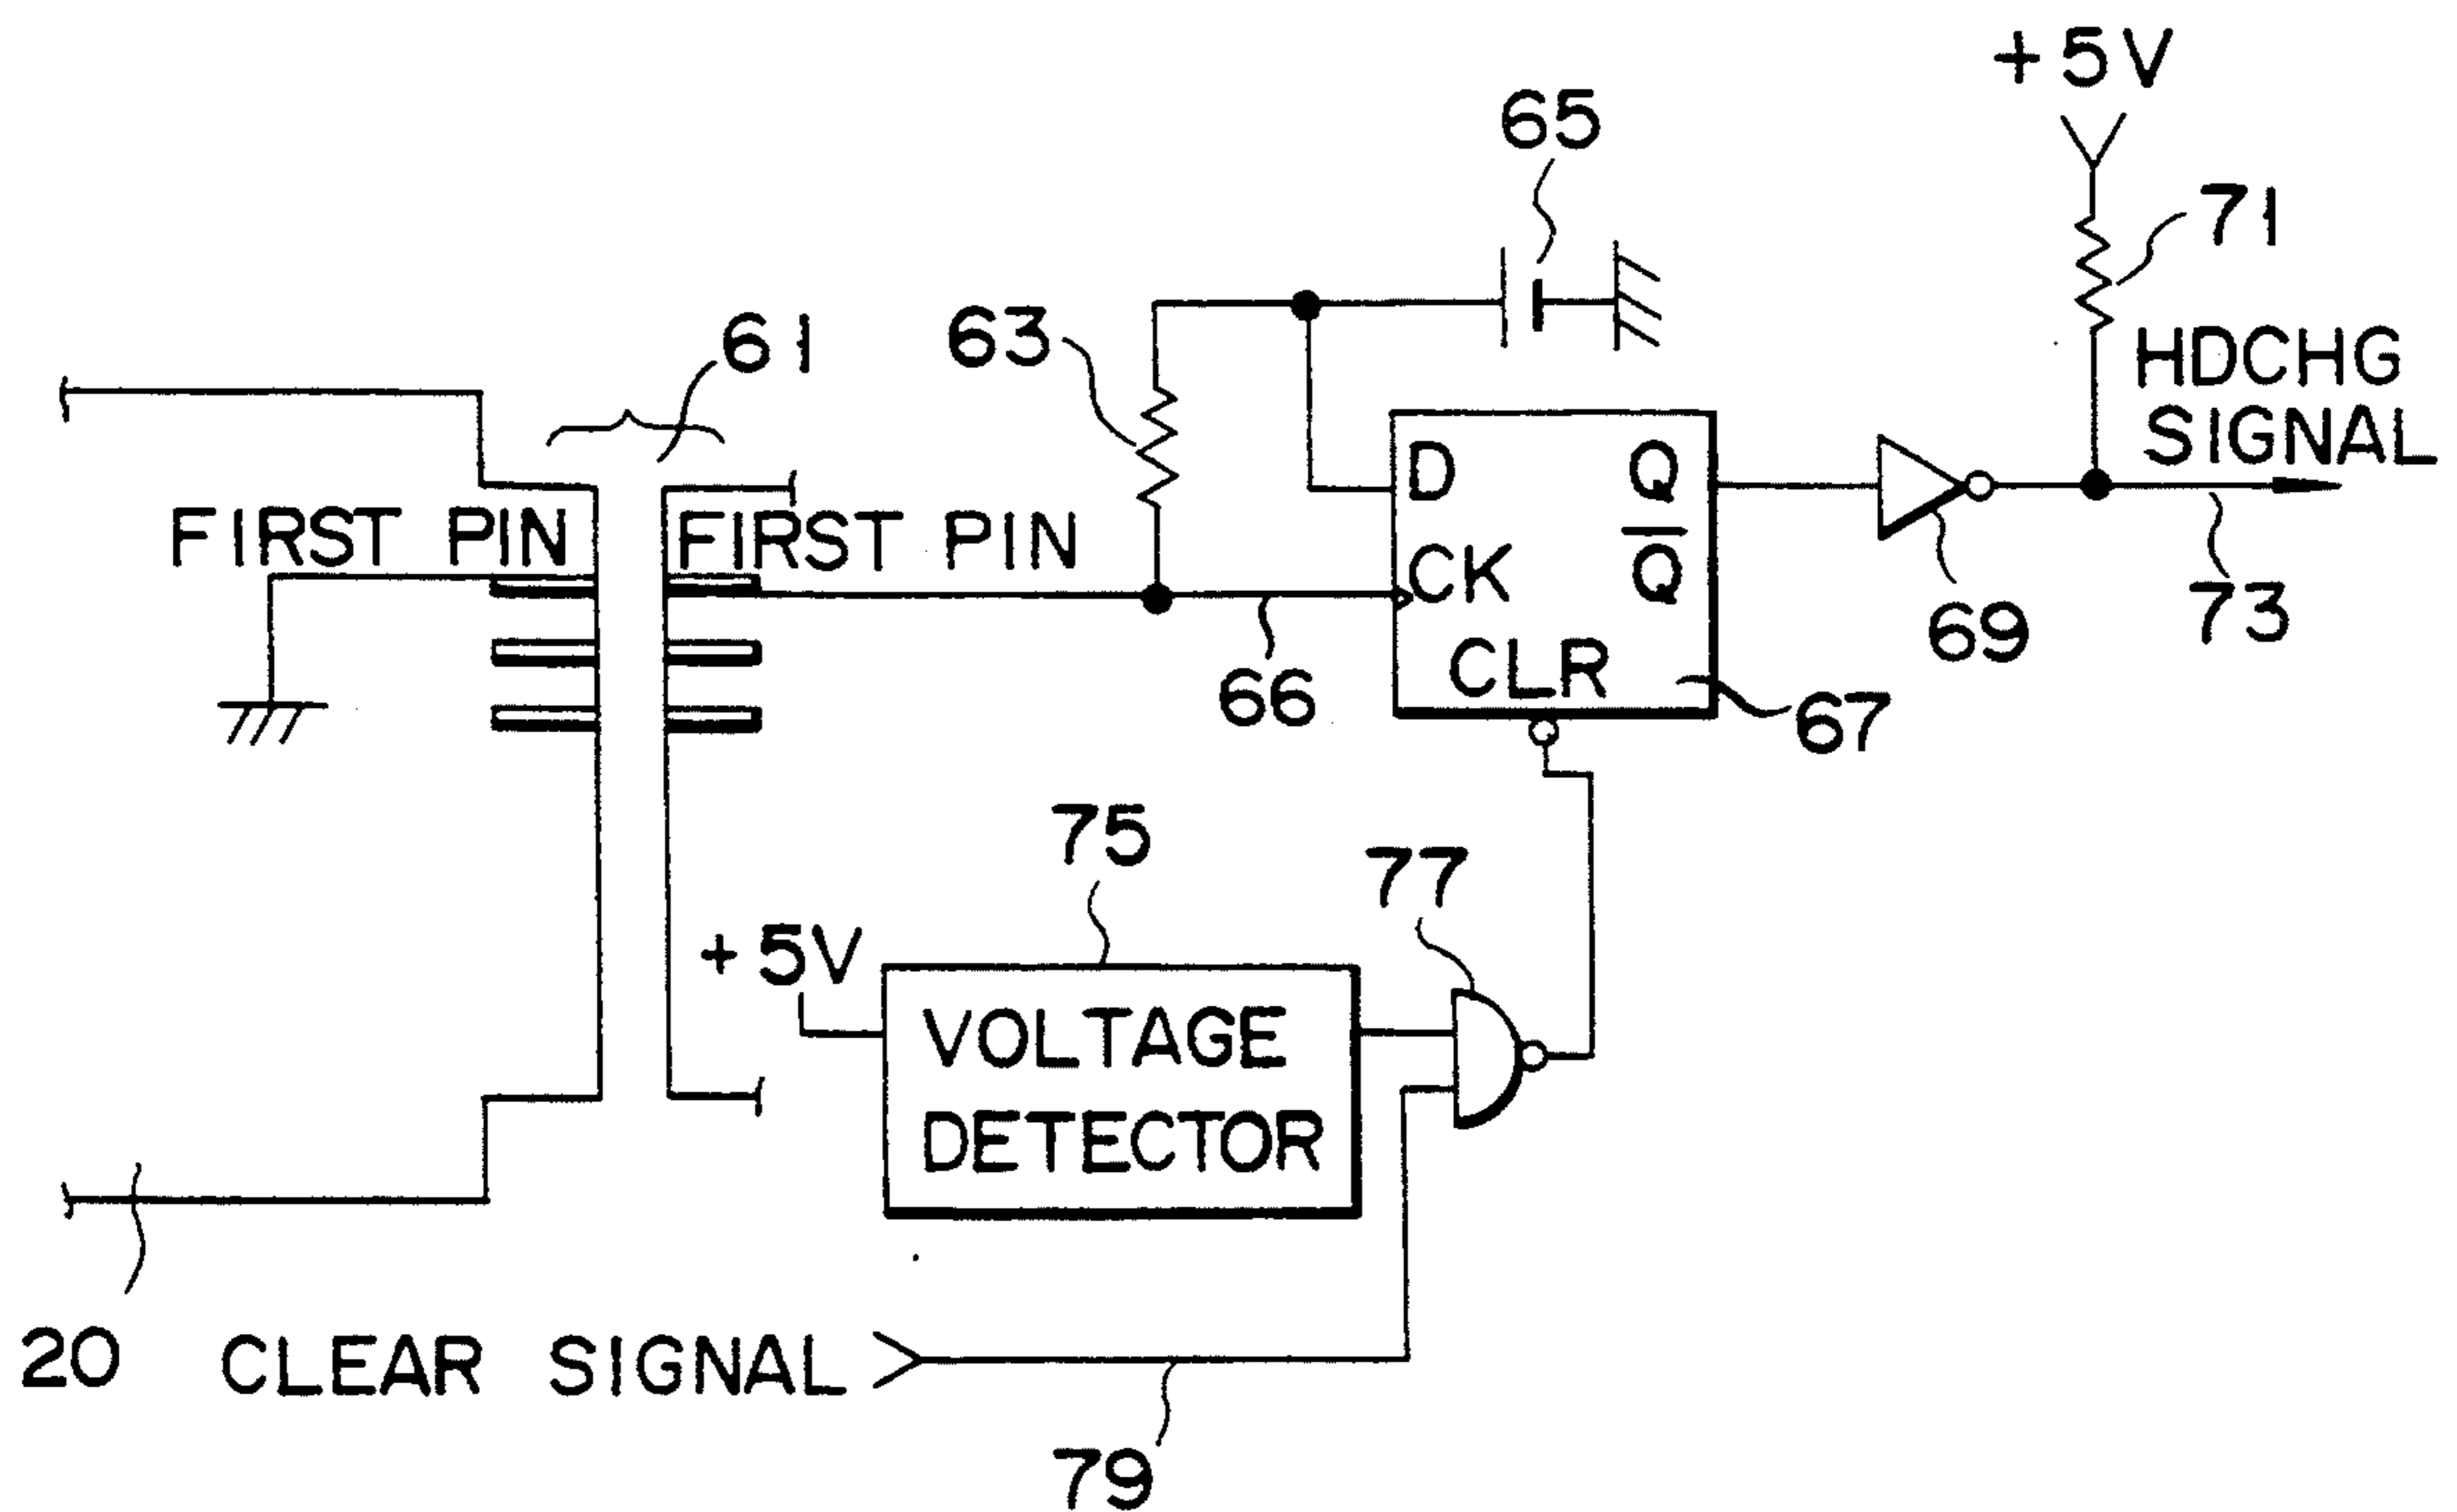 +5V
65
71
61
63
HDCHG
SIGNAL
FIRST PIN
FIRST PIN
D
Q
CK
Q̅
CLR
66
67
69
73
75
77
+5V
VOLTAGE
DETECTOR
20
CLEAR SIGNAL
79